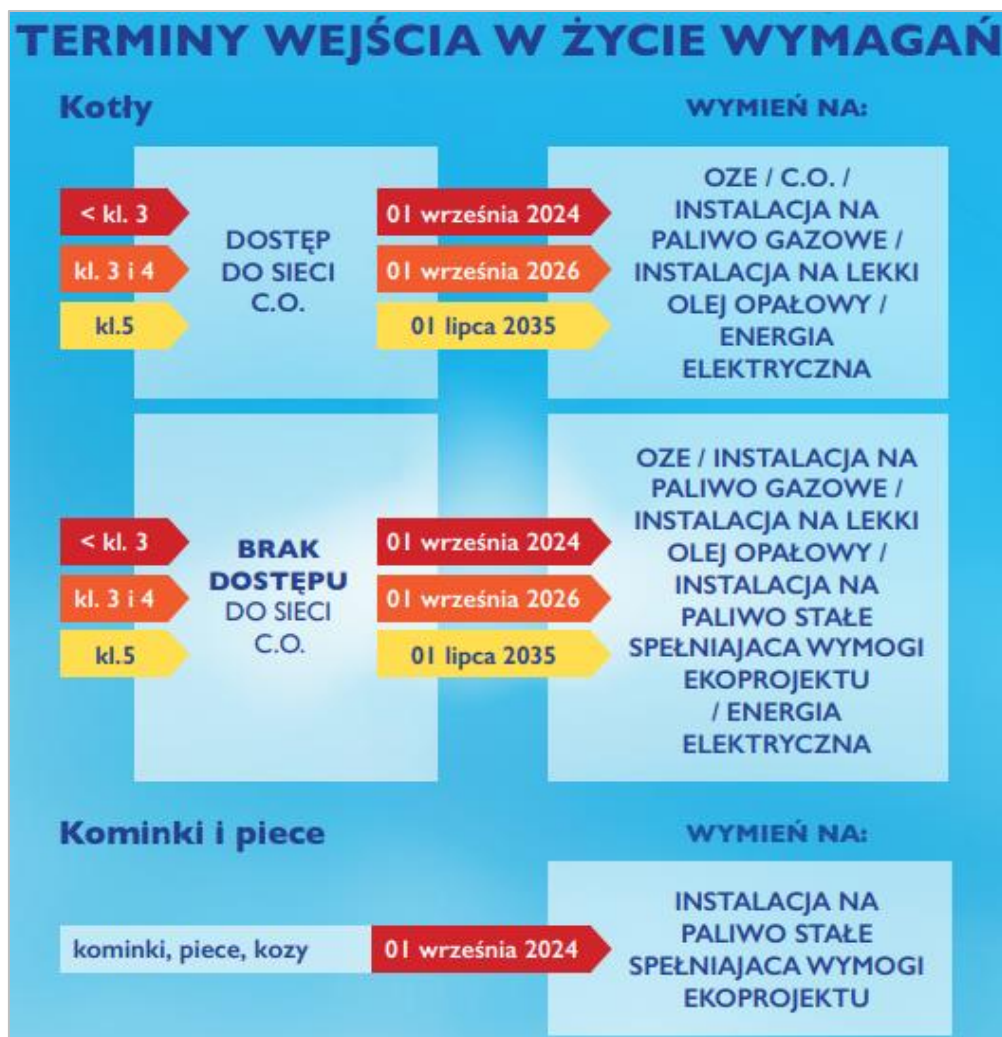 TERMINY WEJŚCIA W ŻYCIE WYMAGAŃ
Kotły
WYMIEŃ NA:
< kl. 3
kl. 3 i 4
kl.5
DOSTĘP
DO SIECI
C.O.
01 września 2024
01 września 2026
01 lipca 2035
OZE / C.O. /
INSTALACJA NA
PALIWO GAZOWE /
INSTALACJA NA LEKKI
OLEJ OPAŁOWY /
ENERGIA
ELEKTRYCZNA
< kl. 3
kl. 3 i 4
kl.5
BRAK
DOSTĘPU
DO SIECI
C.O.
01 września 2024
01 września 2026
01 lipca 2035
OZE / INSTALACJA NA
PALIWO GAZOWE /
INSTALACJA NA LEKKI
OLEJ OPAŁOWY /
INSTALACJA NA
PALIWO STAŁE
SPEŁNIAJACA WYMOGI
EKOPROJEKTU
/ ENERGIA
ELEKTRYCZNA
Kominki i piece
WYMIEŃ NA:
kominki, piece, kozy
01 września 2024
INSTALACJA NA
PALIWO STAŁE
SPEŁNIAJACA WYMOGI
EKOPROJEKTU